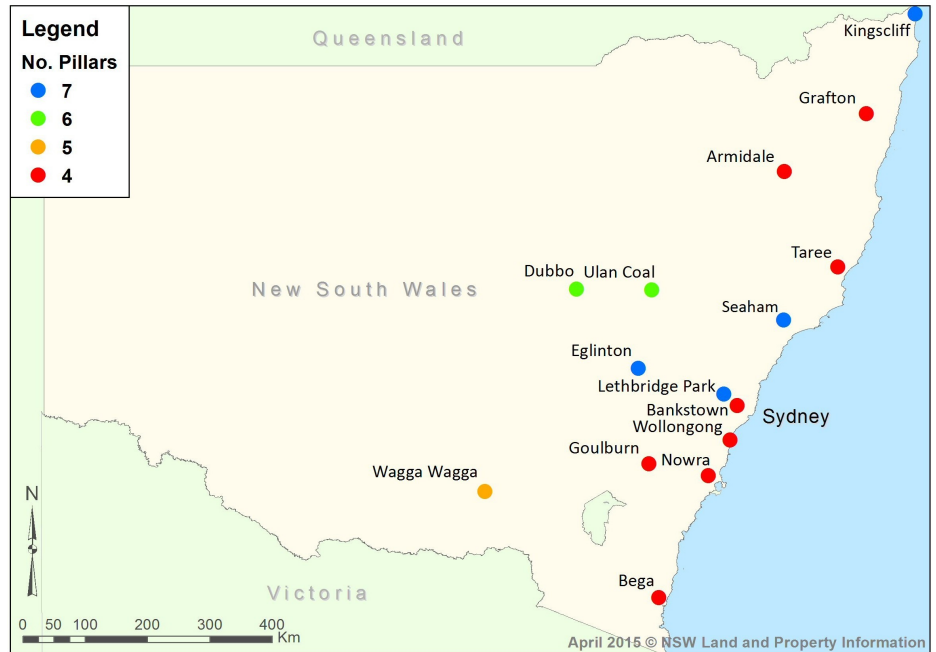 Legend
No. Pillars
7
6
5
4
Queensland
Kingscliff
Grafton
Armidale
Taree
Dubbo
Ulan Coal
New South Wales
Seaham
Eglinton
Lethbridge Park
Bankstown
Sydney
Wollongong
Goulburn
Nowra
Wagga Wagga
N
Bega
Victoria
0 50 100 200 300 400
Km
April 2015 © NSW Land and Property Information